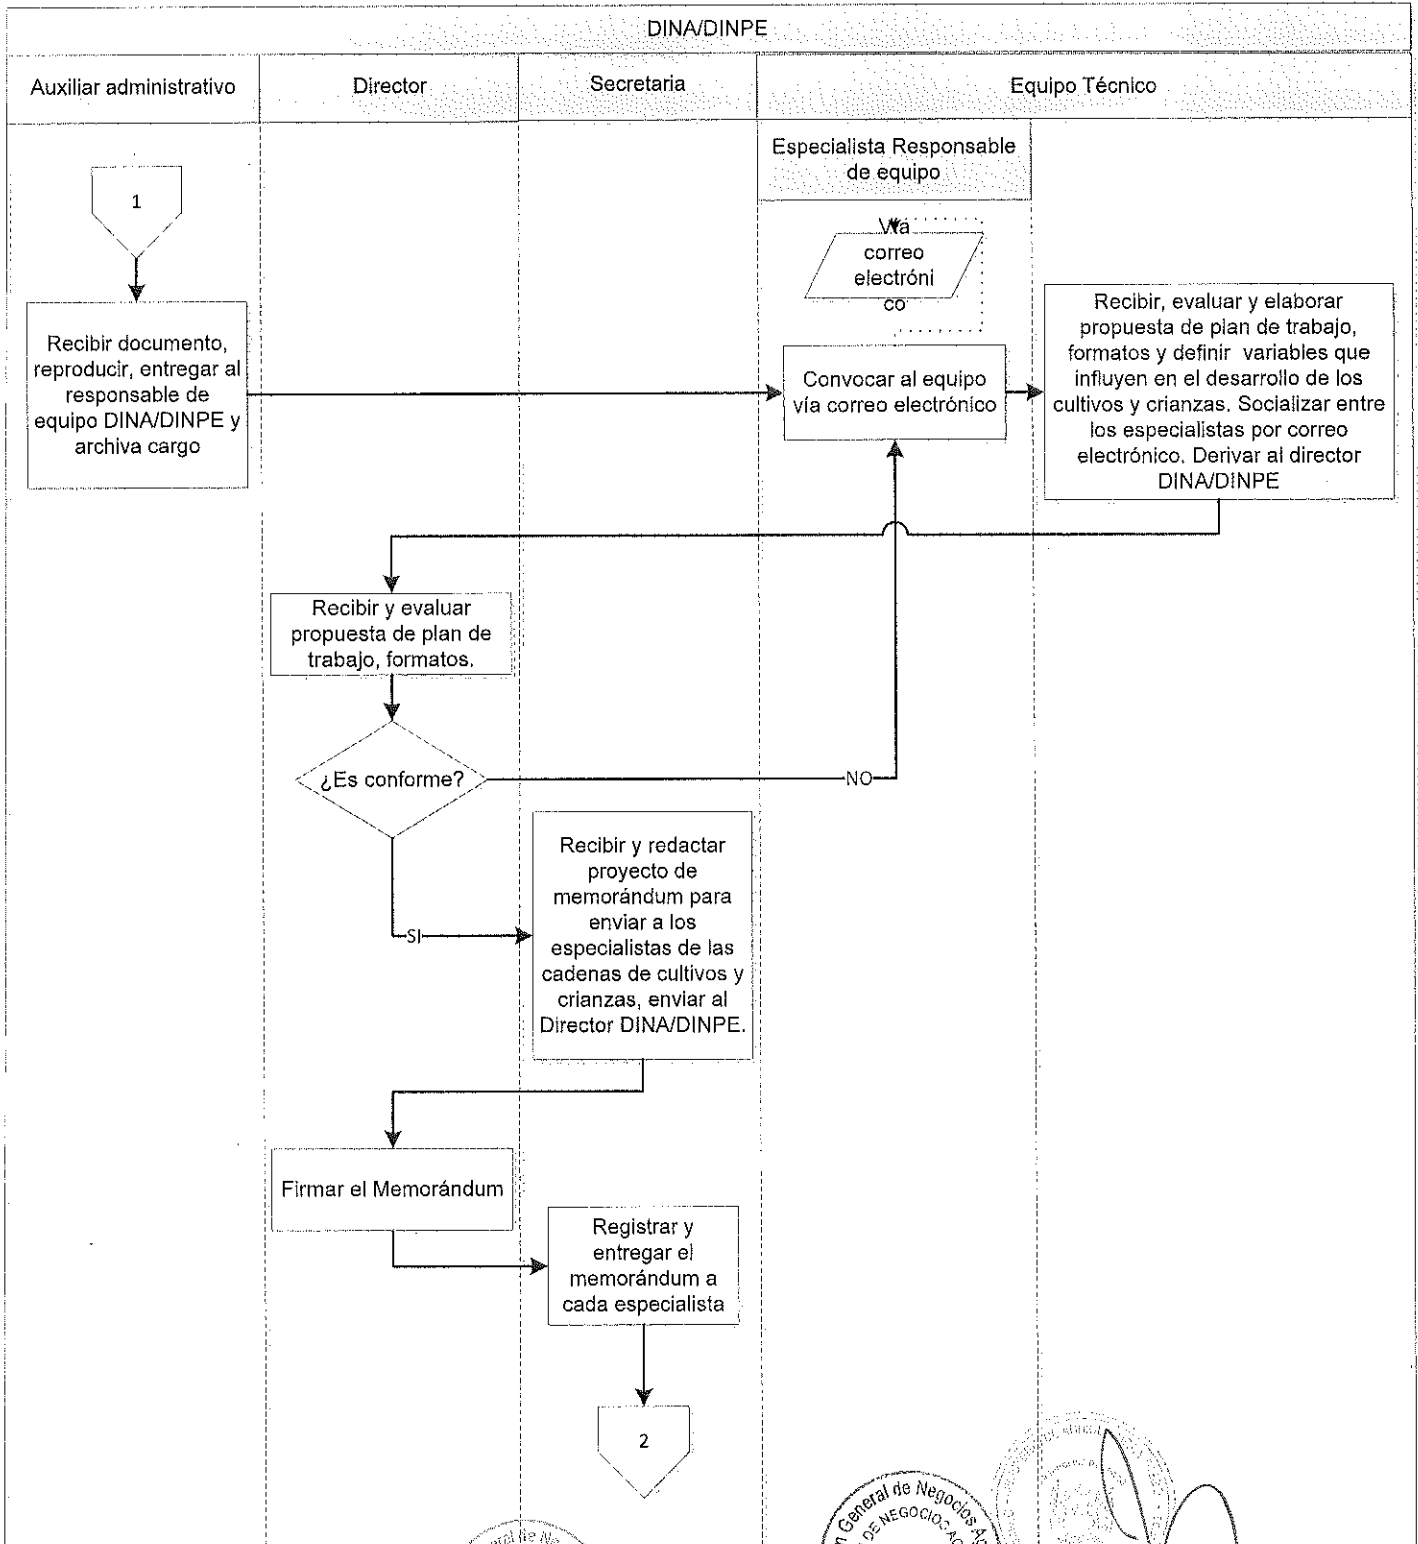 DINA/DINPE
Auxiliar administrativo
Director
Secretaria
Equipo Técnico
Especialista Responsable
de equipo
1
Vía
correo
electróni
co
Recibir documento,
reproducir, entregar al
responsable de
equipo DINA/DINPE y
archiva cargo
Convocar al equipo
vía correo electrónico
Recibir, evaluar y elaborar
propuesta de plan de trabajo,
formatos y definir variables que
influyen en el desarrollo de los
cultivos y crianzas. Socializar entre
los especialistas por correo
electrónico. Derivar al director
DINA/DINPE
Recibir y evaluar
propuesta de plan de
trabajo, formatos.
¿Es conforme?
NO
SI
Recibir y redactar
proyecto de
memorándum para
enviar a los
especialistas de las
cadenas de cultivos y
crianzas, enviar al
Director DINA/DINPE.
Firmar el Memorándum
Registrar y
entregar el
memorándum a
cada especialista
2
General de Negocios
DE NEGOCIOS